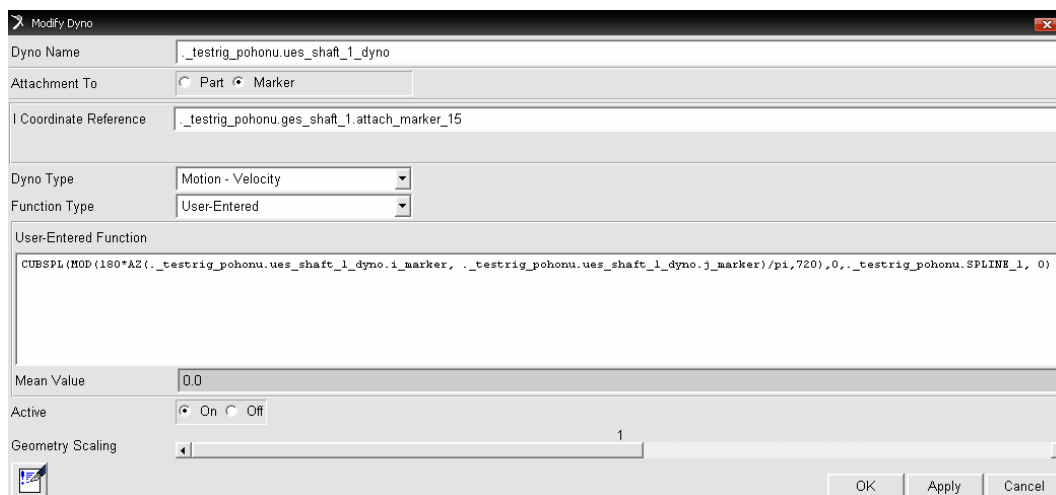 Modify Dyno
Dyno Name ._testrig_pohonu.ues_shaft_1_dyno
Attachment To Part Marker
I Coordinate Reference ._testrig_pohonu.ges_shaft_1.attach_marker_15
Dyno Type Motion - Velocity
Function Type User-Entered
User-Entered Function
CUBSPL(MOD(180*AZ(._testrig_pohonu.ues_shaft_1_dyno.i_marker, ._testrig_pohonu.ues_shaft_1_dyno.j_marker)/pi,720),0,._testrig_pohonu.SPLINE_1, 0)
Mean Value 0.0
Active On Off
1
Geometry Scaling
OK Apply Cancel